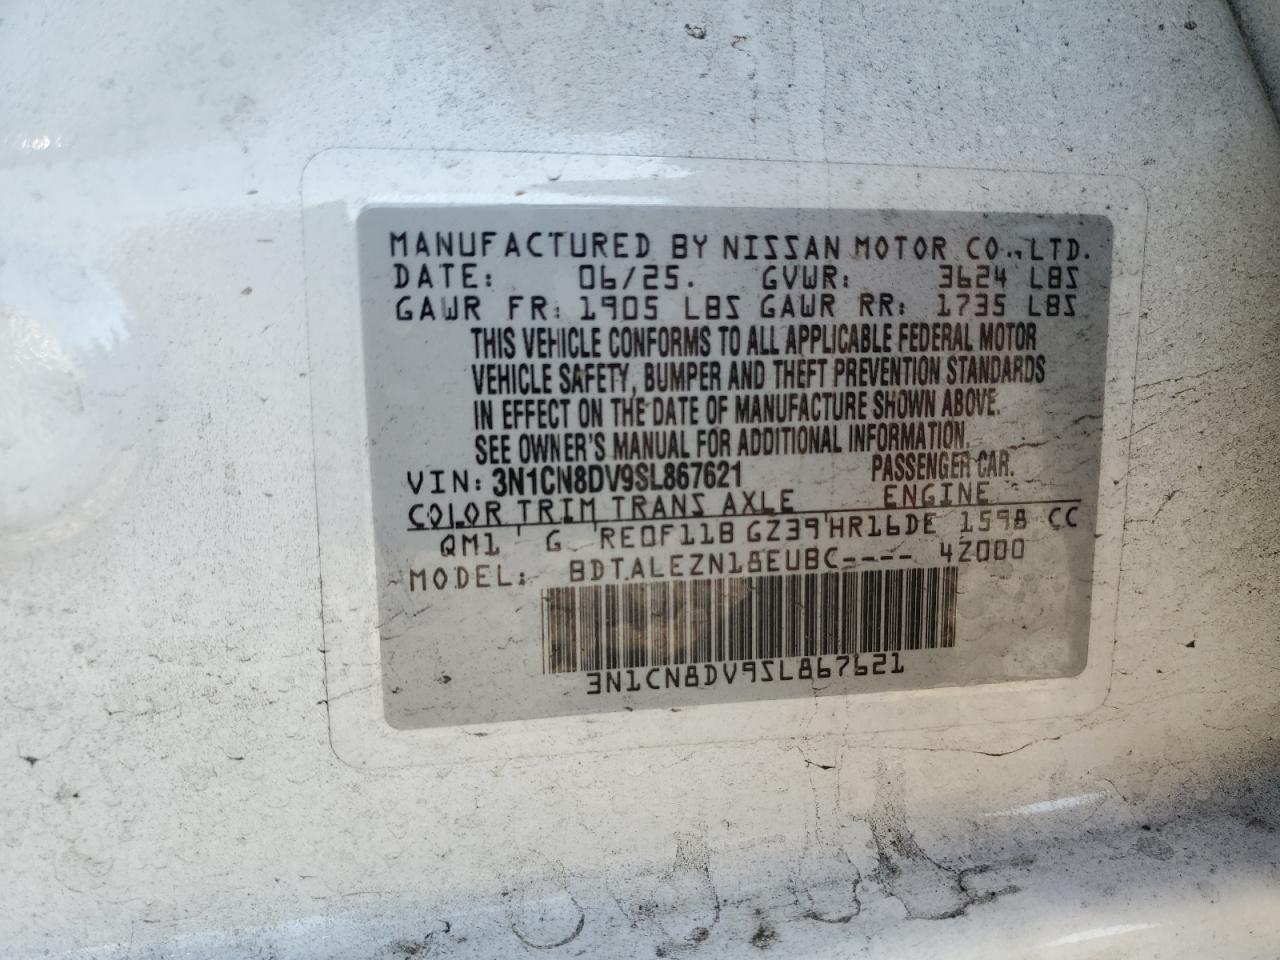 MANUFACTURED BY NISSAN MOTOR CO., LTD.
DATE: 06/25. GVWR: 3624 LBS
GAWR FR: 1905 LBS GAWR RR: 1735 LBS
THIS VEHICLE CONFORMS TO ALL APPLICABLE FEDERAL MOTOR
VEHICLE SAFETY, BUMPER AND THEFT PREVENTION STANDARDS
IN EFFECT ON THE DATE OF MANUFACTURE SHOWN ABOVE.
SEE OWNER'S MANUAL FOR ADDITIONAL INFORMATION.
VIN: 3N1CN8DV9SL867621 PASSENGER CAR.
COLOR TRIM TRANS AXLE ENGINE
QM1 G RE0F11B GZ39 HR16DE 1598 CC
MODEL: BDTALEZN18EUBC---- 4Z000
3N1CN8DV9SL867621